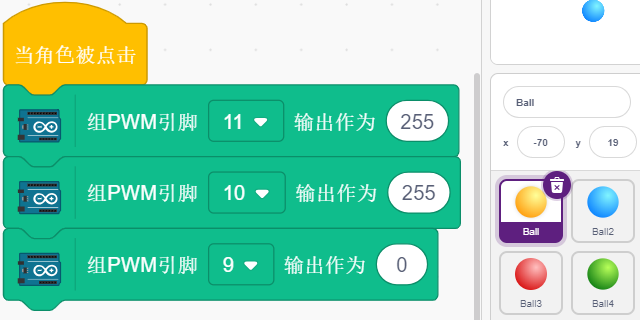 当角色被点击
组PWM引脚 11 输出作为 255
组PWM引脚 10 输出作为 255
组PWM引脚 9 输出作为 0
Ball
x -70 y 19
Ball Ball2
Ball3 Ball4